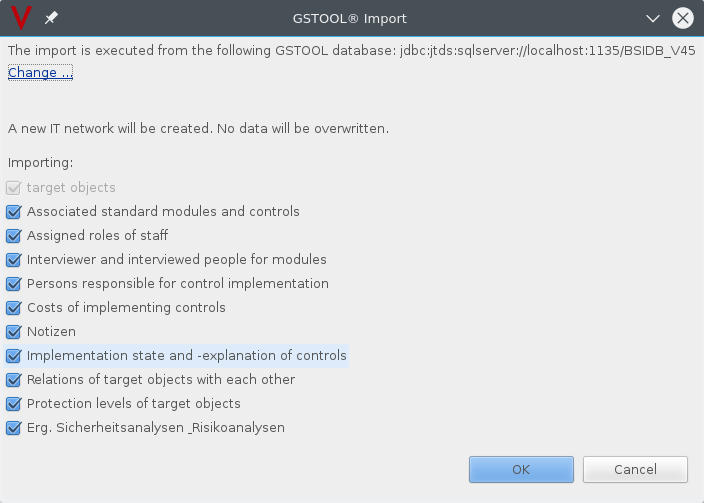 GSTOOL® Import
The import is executed from the following GSTOOL database: jdbc:jtds:sqlserver://localhost:1135/BSIDB_V45
Change ...
A new IT network will be created. No data will be overwritten.
Importing:
target objects
Associated standard modules and controls
Assigned roles of staff
Interviewer and interviewed people for modules
Persons responsible for control implementation
Costs of implementing controls
Notizen
Implementation state and -explanation of controls
Relations of target objects with each other
Protection levels of target objects
Erg. Sicherheitsanalysen _Risikoanalysen
OK Cancel